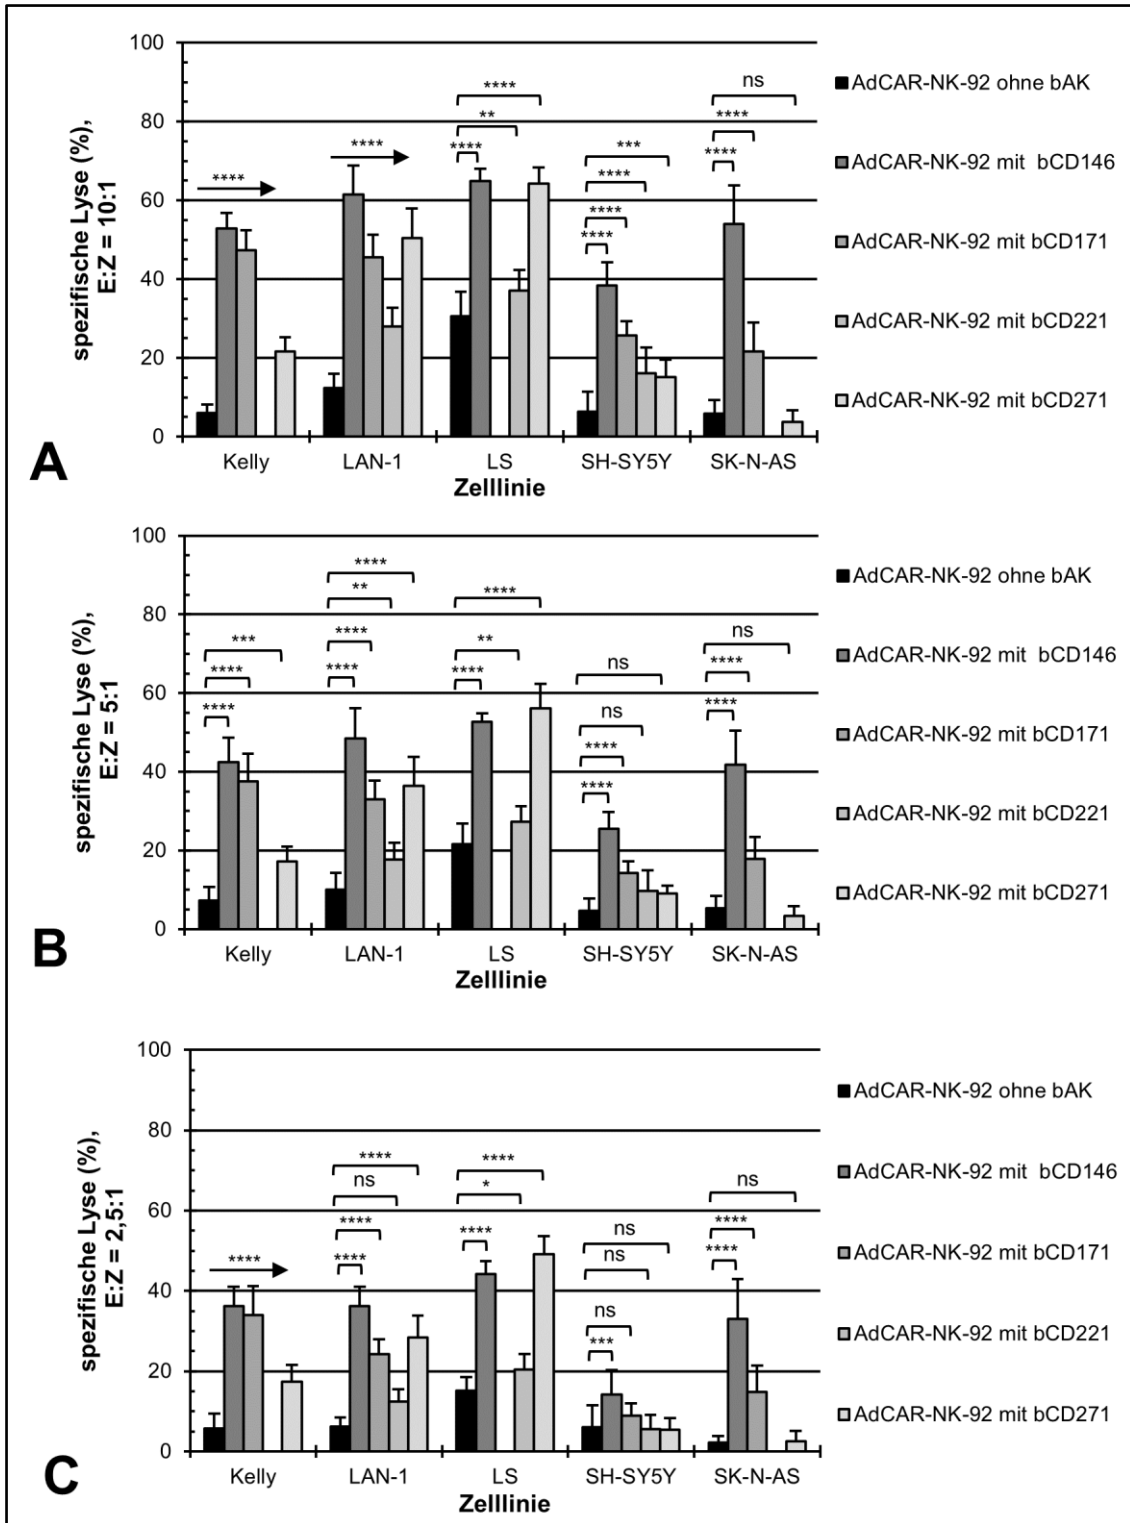 100
80
60
40
20
0
spezifische Lyse (%),
E:Z = 10:1
****
****
****
**
****
***
****
****
****
ns
****
****
Kelly
LAN-1
LS
SH-SY5Y
SK-N-AS
Zelllinie
A
AdCAR-NK-92 ohne bAK
AdCAR-NK-92 mit bCD146
AdCAR-NK-92 mit bCD171
AdCAR-NK-92 mit bCD221
AdCAR-NK-92 mit bCD271
100
80
60
40
20
0
spezifische Lyse (%),
E:Z = 5:1
***
****
****
****
**
****
****
****
**
****
ns
ns
****
****
ns
****
****
Kelly
LAN-1
LS
SH-SY5Y
SK-N-AS
Zelllinie
B
AdCAR-NK-92 ohne bAK
AdCAR-NK-92 mit bCD146
AdCAR-NK-92 mit bCD171
AdCAR-NK-92 mit bCD221
AdCAR-NK-92 mit bCD271
100
80
60
40
20
0
spezifische Lyse (%),
E:Z = 2,5:1
****
****
ns
****
****
****
*
****
ns
ns
ns
***
ns
****
****
Kelly
LAN-1
LS
SH-SY5Y
SK-N-AS
Zelllinie
C
AdCAR-NK-92 ohne bAK
AdCAR-NK-92 mit bCD146
AdCAR-NK-92 mit bCD171
AdCAR-NK-92 mit bCD221
AdCAR-NK-92 mit bCD271